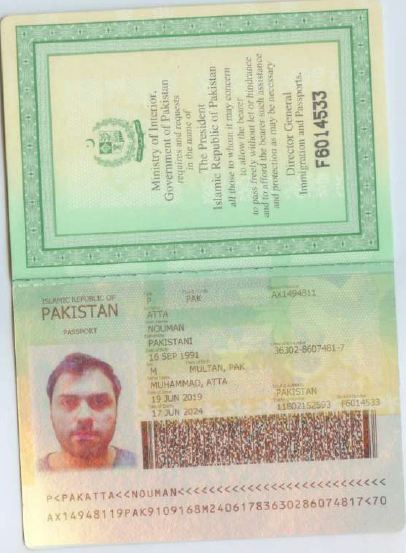 Ministry of Interior,
Government of Pakistan
requires and requests
in the name of
The President
Islamic Republic of Pakistan
all those to whom it may concern
to allow the bearer
to pass freely without let or hindrance
and to afford the bearer such assistance
and protection as may be necessary
Director General
Immigration and Passports.
F6014533
ISLAMIC REPUBLIC OF
PAKISTAN
PASSPORT
P PAK AX1494811
ATTA
NOUMAN
PAKISTANI
16 SEP 1991 36302-8607481-7
M MULTAN, PAK
MUHAMMAD, ATTA
19 JUN 2019 PAKISTAN
17 JUN 2024 11802152593 F6014533
P<PAKATTA<<NOUMAN<<<<<<<<<<<<<<<<<<<<<<<<<<<
AX14948119PAK9109168M24061783630286074817<70